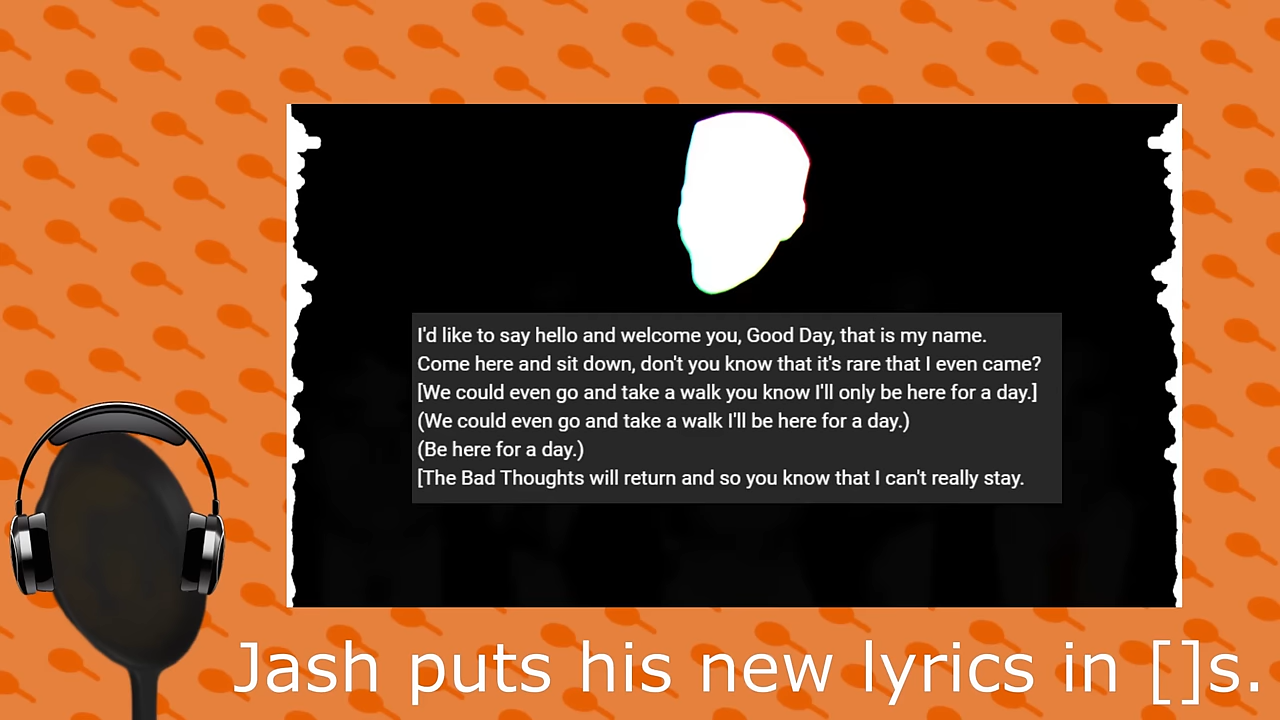 I'd like to say hello and welcome you, Good Day, that is my name.
Come here and sit down, don't you know that it's rare that I even came?
[We could even go and take a walk you know I'll only be here for a day.]
(We could even go and take a walk I'll be here for a day.)
(Be here for a day.)
[The Bad Thoughts will return and so you know that I can't really stay.
Jash puts his new lyrics in []s.